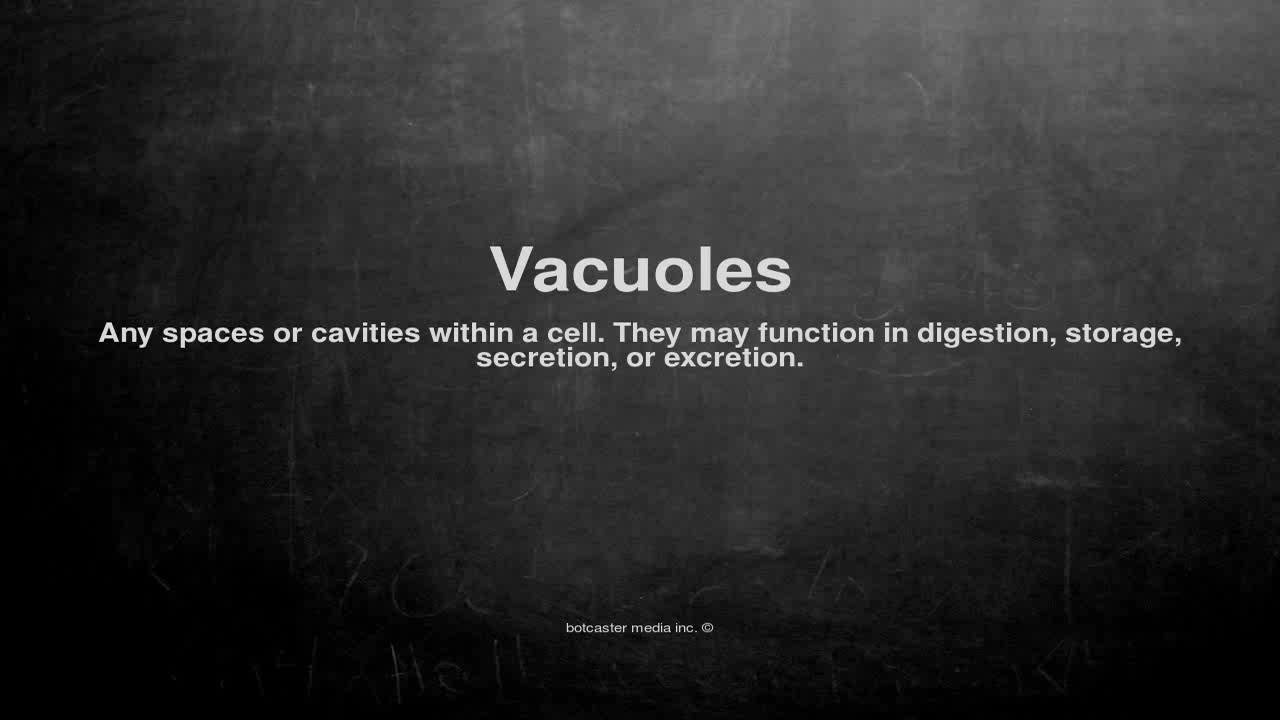 Vacuoles
Any spaces or cavities within a cell. They may function in digestion, storage,
secretion, or excretion.
botcaster media inc. ©